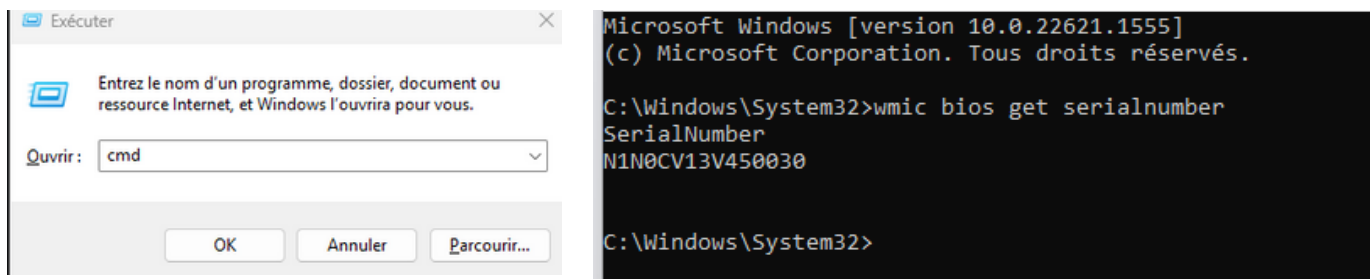 Exécuter
Entrez le nom d'un programme, dossier, document ou
ressource Internet, et Windows l'ouvrira pour vous.
Ouvrir : cmd
OK Annuler Parcourir...
Microsoft Windows [version 10.0.22621.1555]
(c) Microsoft Corporation. Tous droits réservés.
C:\Windows\System32>wmic bios get serialnumber
SerialNumber
N1N0CV13V450030
C:\Windows\System32>